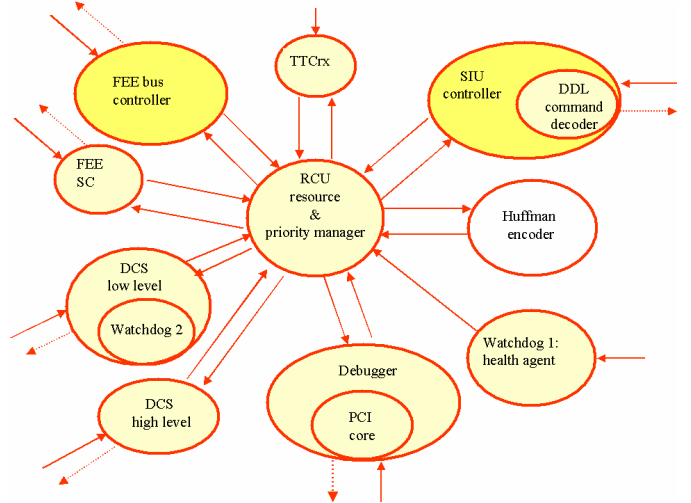 FEE bus
controller
TTCrx
SIU
controller
DDL
command
decoder
FEE
SC
RCU
resource
&
priority manager
Huffman
encoder
DCS
low level
Watchdog 2
Watchdog 1:
health agent
Debugger
PCI
core
DCS
high level